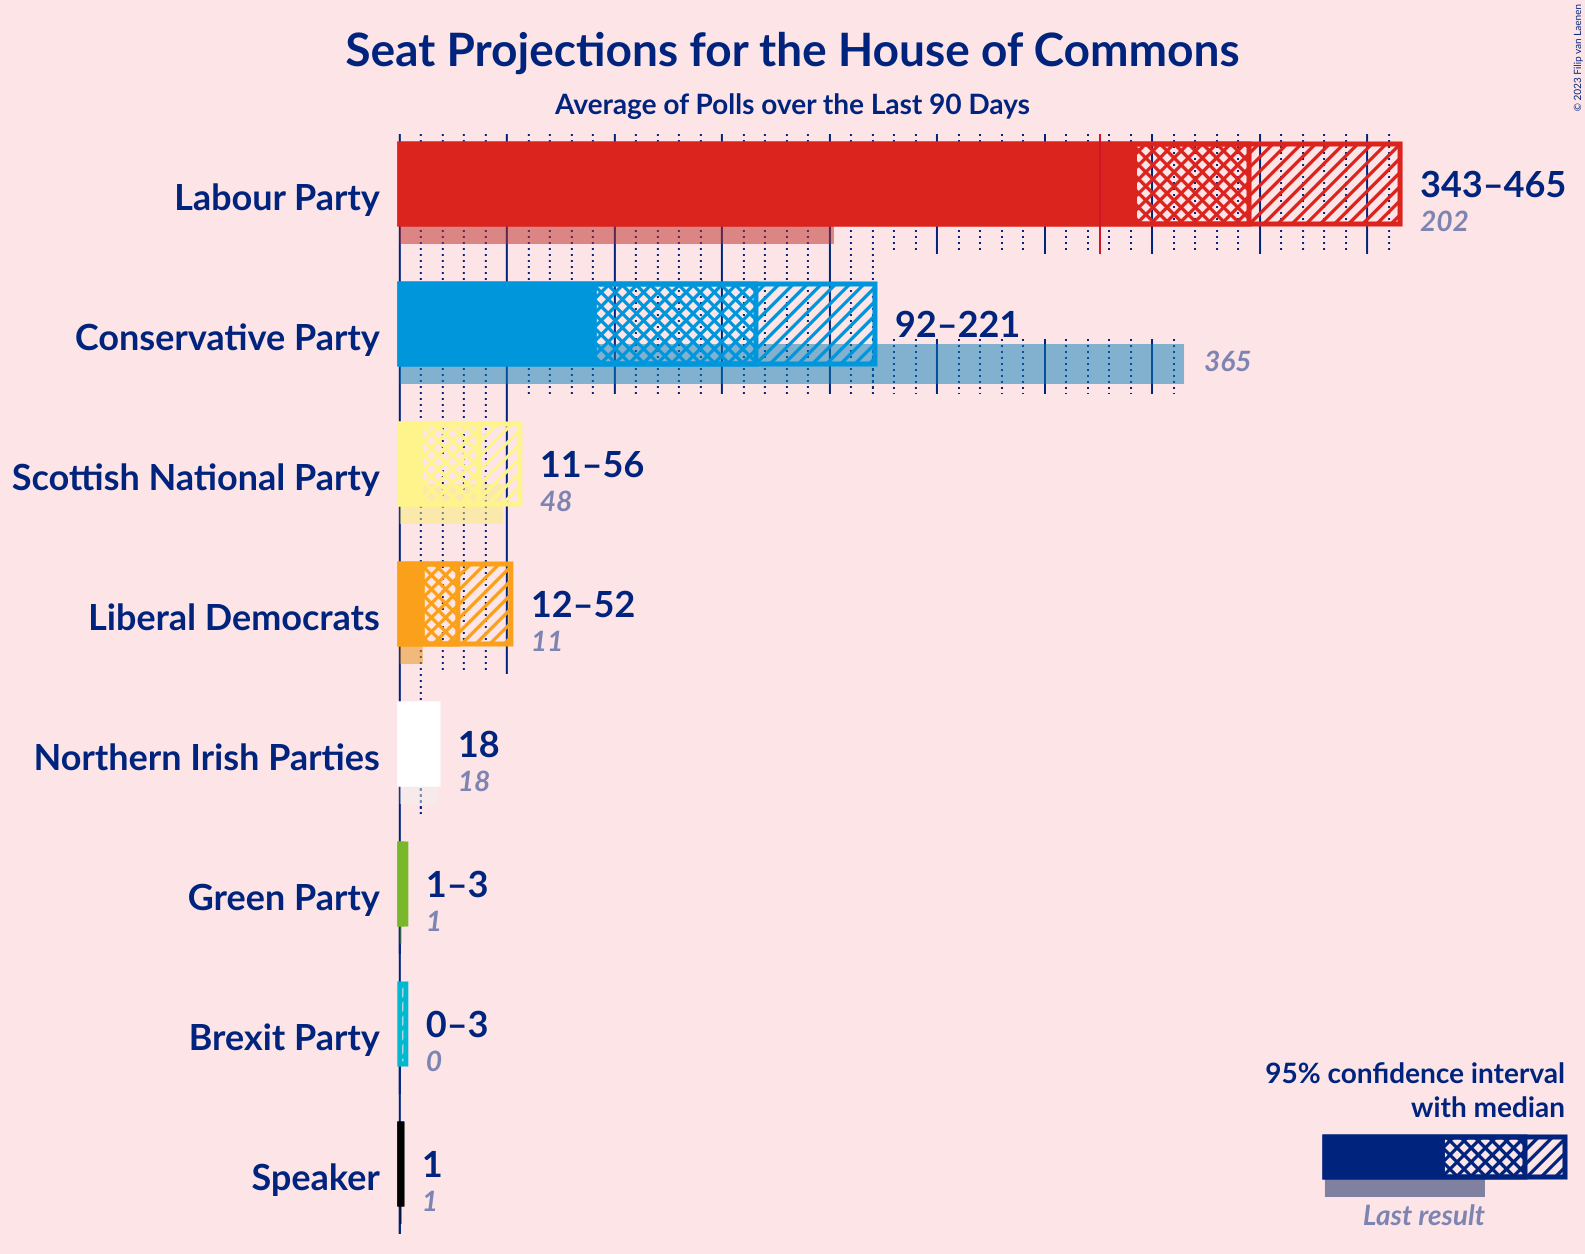 Seat Projections for the House of Commons
Average of Polls over the Last 90 Days
© 2023 Filip van Laenen
Labour Party
343–465
202
Conservative Party
92–221
365
Scottish National Party
11–56
48
Liberal Democrats
12–52
11
Northern Irish Parties
18
18
Green Party
1–3
1
Brexit Party
0–3
0
Speaker
1
1
95% confidence interval
with median
Last result